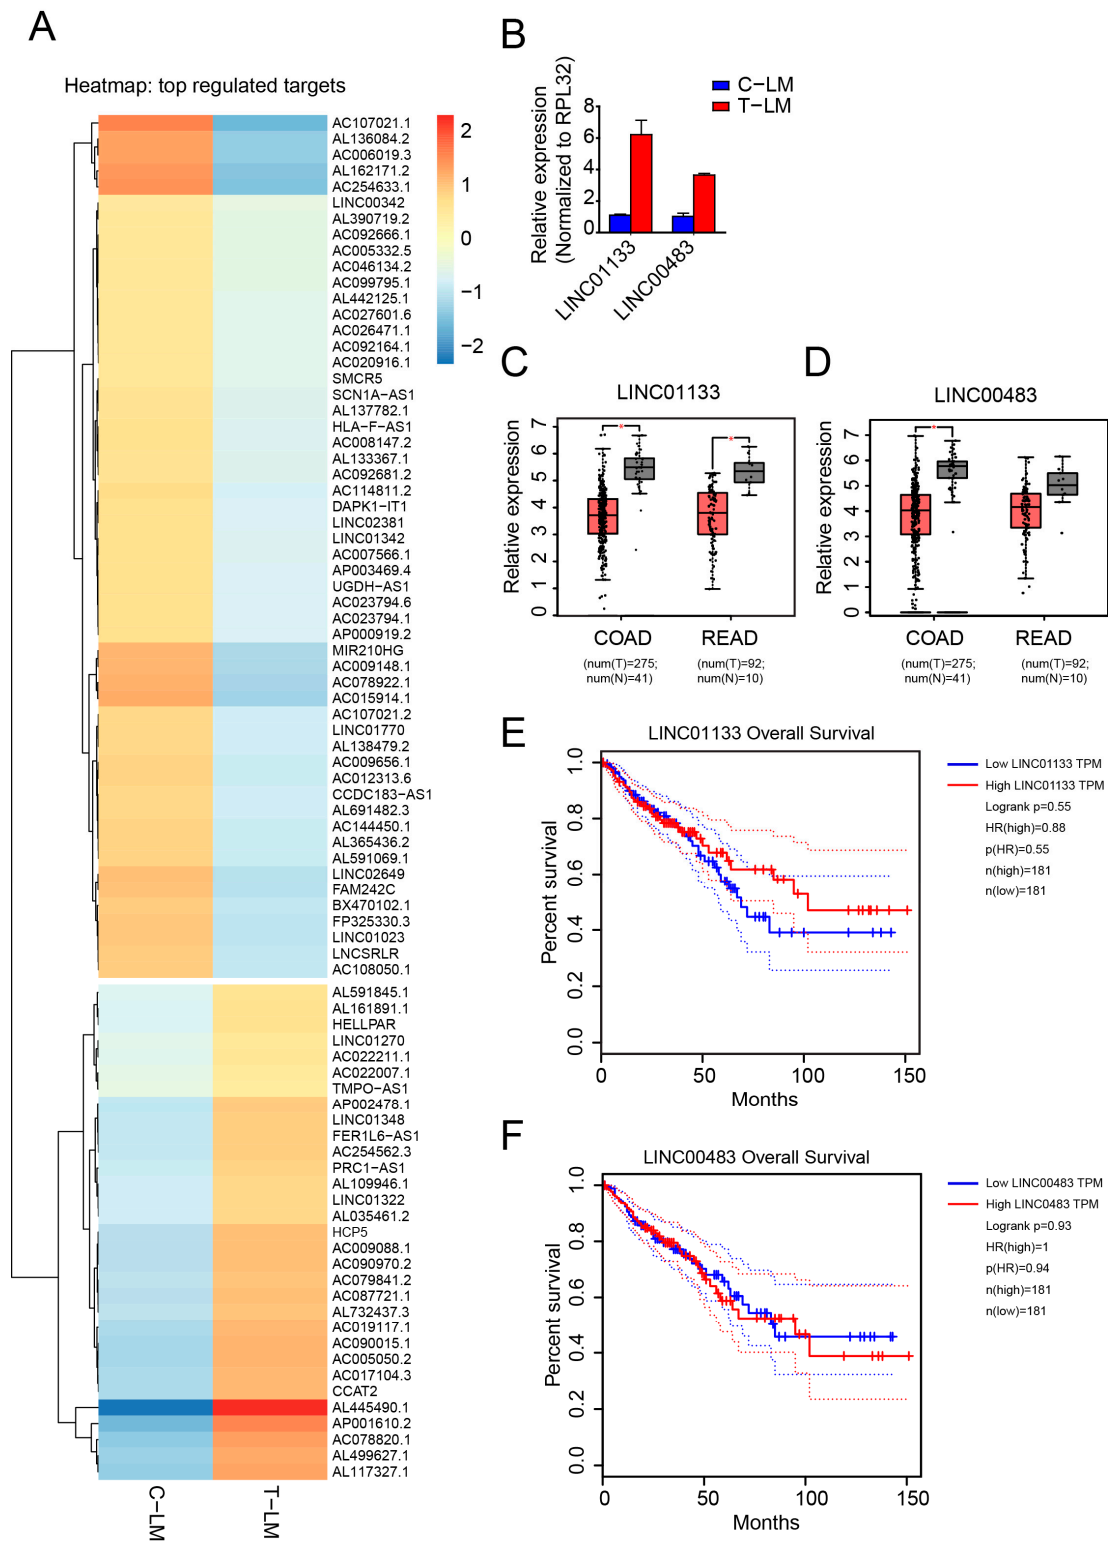 A
Heatmap: top regulated targets
AC107021.1
AL136084.2
AC006019.3
AL162171.2
AC254633.1
LINC00342
AL390719.2
AC092666.1
AC005332.5
AC046134.2
AC099795.1
AL442125.1
AC027601.6
AC026471.1
AC092164.1
AC020916.1
SMCR5
SCN1A−AS1
AL137782.1
HLA−F−AS1
AC008147.2
AL133367.1
AC092681.2
AC114811.2
DAPK1−IT1
LINC02381
LINC01342
AC007566.1
AP003469.4
UGDH−AS1
AC023794.6
AC023794.1
AP000919.2
MIR210HG
AC009148.1
AC078922.1
AC015914.1
AC107021.2
LINC01770
AL138479.2
AC009656.1
AC012313.6
CCDC183−AS1
AL691482.3
AC144450.1
AL365436.2
AL591069.1
LINC02649
FAM242C
BX470102.1
FP325330.3
LINC01023
LNCSRLR
AC108050.1
AL591845.1
AL161891.1
HELLPAR
LINC01270
AC022211.1
AC022007.1
TMPO−AS1
AP002478.1
LINC01348
FER1L6−AS1
AC254562.3
PRC1−AS1
AL109946.1
LINC01322
AL035461.2
HCP5
AC009088.1
AC090970.2
AC079841.2
AC087721.1
AL732437.3
AC019117.1
AC090015.1
AC005050.2
AC017104.3
CCAT2
AL445490.1
AP001610.2
AC078820.1
AL499627.1
AL117327.1
C−LM
T−LM
2
1
0
−1
−2
B
Relative expression
(Normalized to RPL32)
8
6
4
2
0
C−LM
T−LM
LINC01133
LINC00483
C
LINC01133
Relative expression
7
6
5
4
3
2
1
0
*
*
COAD
READ
(num(T)=275;
num(N)=41)
(num(T)=92;
num(N)=10)
D
LINC00483
Relative expression
7
6
5
4
3
2
1
0
*
COAD
READ
(num(T)=275;
num(N)=41)
(num(T)=92;
num(N)=10)
E
LINC01133 Overall Survival
Percent survival
1.0
0.8
0.6
0.4
0.2
0.0
0
50
100
150
Months
Low LINC01133 TPM
High LINC01133 TPM
Logrank p=0.55
HR(high)=0.88
p(HR)=0.55
n(high)=181
n(low)=181
F
LINC00483 Overall Survival
Percent survival
1.0
0.8
0.6
0.4
0.2
0.0
0
50
100
150
Months
Low LINC00483 TPM
High LINC0483 TPM
Logrank p=0.93
HR(high)=1
p(HR)=0.94
n(high)=181
n(low)=181